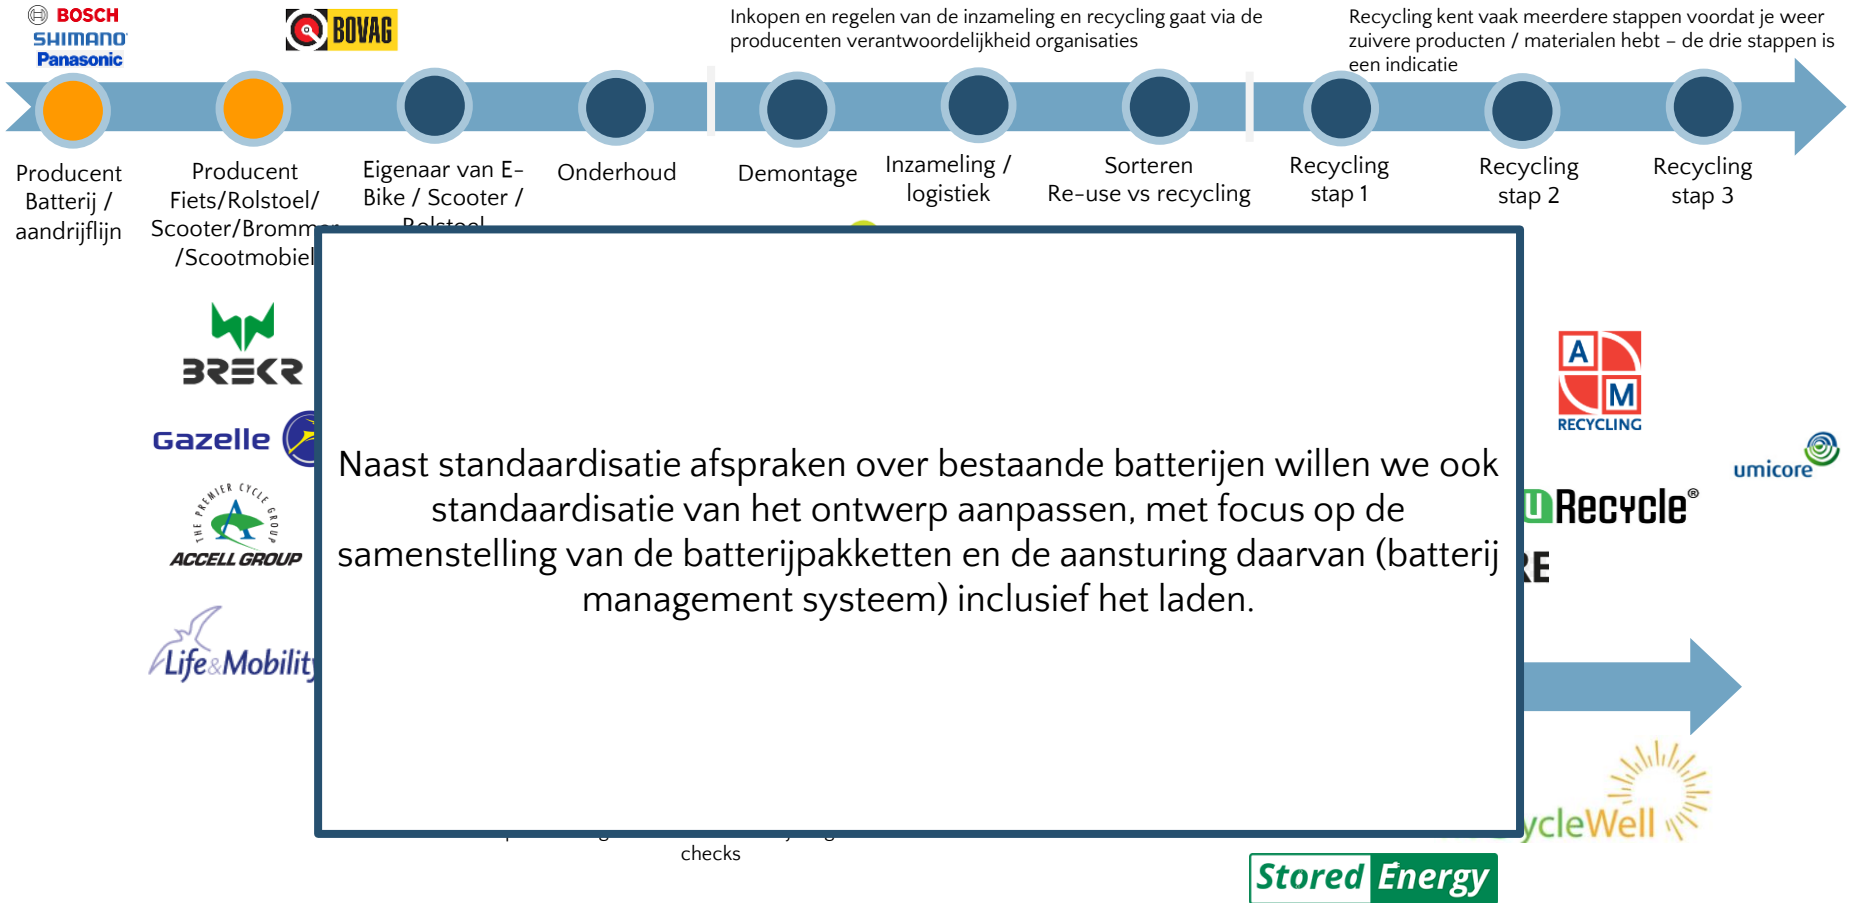 BOSCH
SHIMANO
Panasonic
BOVAG
Inkopen en regelen van de inzameling en recycling gaat via de
producenten verantwoordelijkheid organisaties
Recycling kent vaak meerdere stappen voordat je weer
zuivere producten / materialen hebt – de drie stappen is
een indicatie
Producent
Batterij /
aandrijflijn
Producent
Fiets/Rolstoel/
Scooter/Brommer
/Scootmobiel
Eigenaar van E-
Bike / Scooter /
Rolstoel
Onderhoud
Demontage
Inzameling /
logistiek
Sorteren
Re-use vs recycling
Recycling
stap 1
Recycling
stap 2
Recycling
stap 3
BREKR
Gazelle
THE PREMIER CYCLE GROUP
ACCELL GROUP
Life&Mobility
Naast standaardisatie afspraken over bestaande batterijen willen we ook
standaardisatie van het ontwerp aanpassen, met focus op de
samenstelling van de batterijpakketten en de aansturing daarvan (batterij
management systeem) inclusief het laden.
A
M
RECYCLING
umicore
uRecycle®
RE
ycleWell
checks
Stored Energy